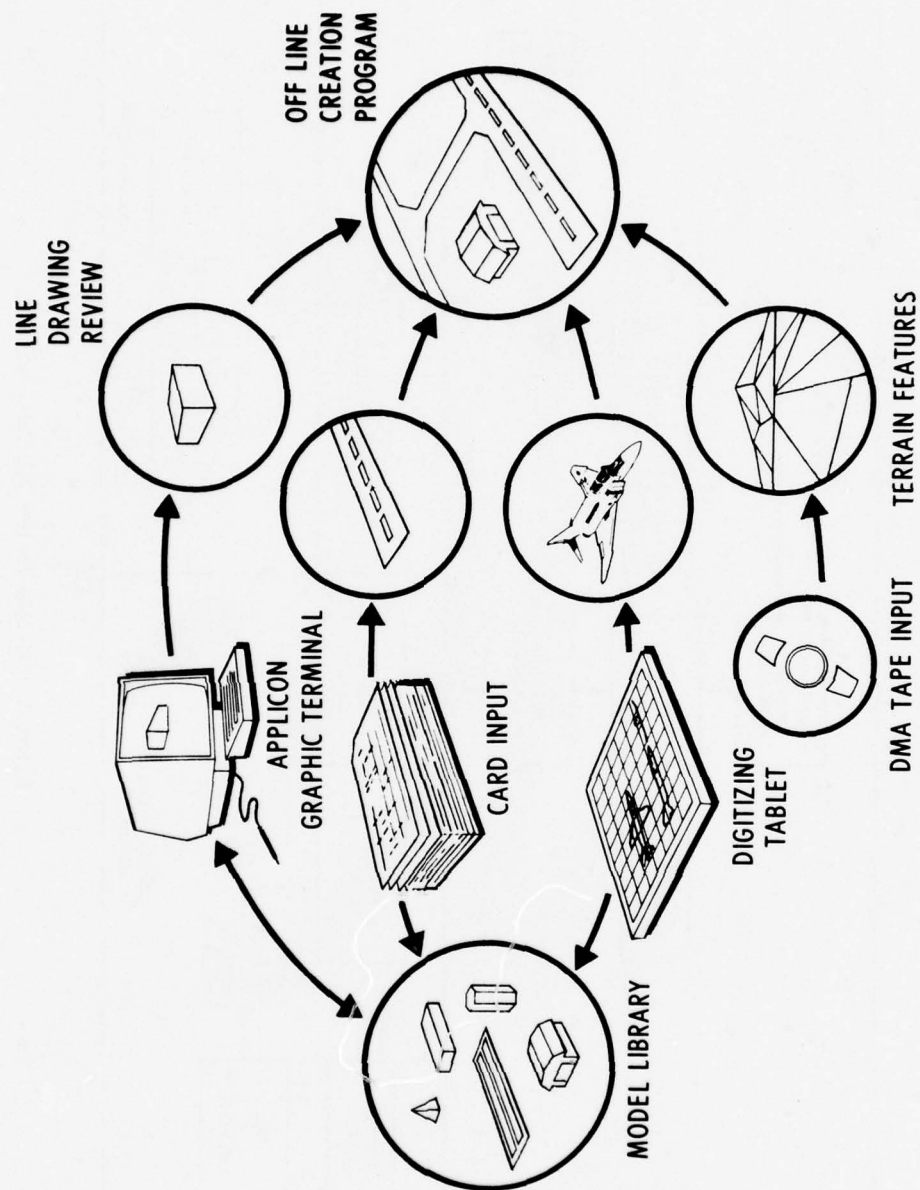 LINE
DRAWING
REVIEW
OFF LINE
CREATION
PROGRAM
APPLICON
GRAPHIC TERMINAL
CARD INPUT
MODEL LIBRARY
DIGITIZING
TABLET
DMA TAPE INPUT
TERRAIN FEATURES